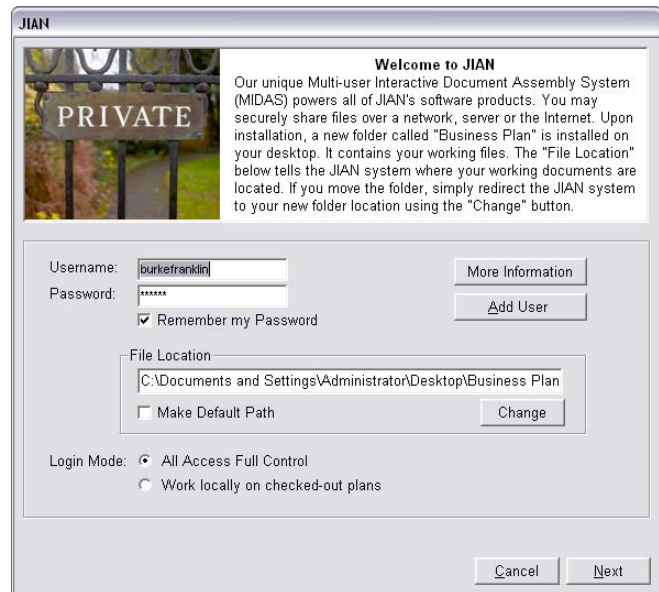 JIAN
PRIVATE
Welcome to JIAN
Our unique Multi-user Interactive Document Assembly System
(MIDAS) powers all of JIAN's software products. You may
securely share files over a network, server or the Internet. Upon
installation, a new folder called "Business Plan" is installed on
your desktop. It contains your working files. The "File Location"
below tells the JIAN system where your working documents are
located. If you move the folder, simply redirect the JIAN system
to your new folder location using the "Change" button.
Username: burkefranklin
More Information
Password: ******
Add User
Remember my Password
File Location
C:\Documents and Settings\Administrator\Desktop\Business Plan
Make Default Path
Change
Login Mode: All Access Full Control
Work locally on checked-out plans
Cancel Next